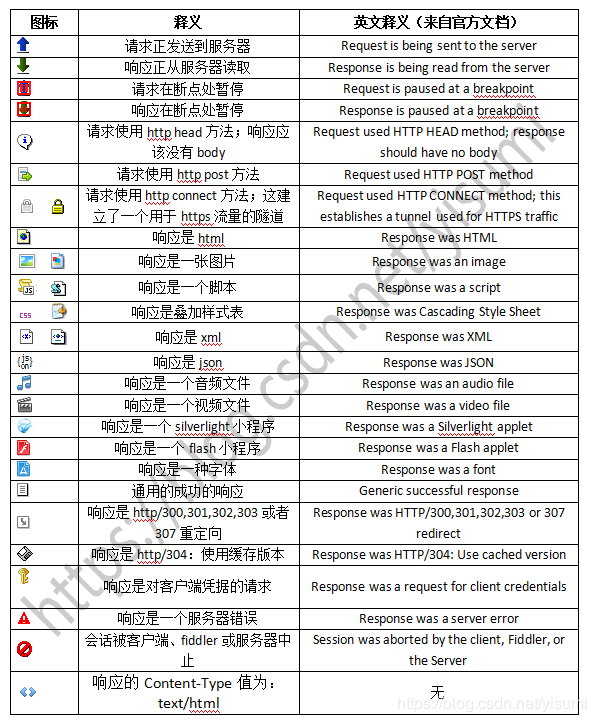 图标 释义 英文释义（来自官方文档）
请求正发送到服务器 Request is being sent to the server
响应正从服务器读取 Response is being read from the server
请求在断点处暂停 Request is paused at a breakpoint
响应在断点处暂停 Response is paused at a breakpoint
请求使用 http head 方法；响应应 Request used HTTP HEAD method; response
该没有 body should have no body
请求使用 http post 方法 Request used HTTP POST method
请求使用 http connect 方法；这建 Request used HTTP CONNECT method; this
立了一个用于 https 流量的隧道 establishes a tunnel used for HTTPS traffic
响应是 html Response was HTML
响应是一张图片 Response was an image
JS 响应是一个脚本 Response was a script
css 响应是叠加样式表 Response was Cascading Style Sheet
响应是 xml Response was XML
{js
on} 响应是 json Response was JSON
响应是一个音频文件 Response was an audio file
响应是一个视频文件 Response was a video file
响应是一个 silverlight 小程序 Response was a Silverlight applet
响应是一个 flash 小程序 Response was a Flash applet
A 响应是一种字体 Response was a font
通用的成功的响应 Generic successful response
响应是 http/300,301,302,303 或者 Response was HTTP/300,301,302,303 or 307
307 重定向 redirect
响应是 http/304：使用缓存版本 Response was HTTP/304: Use cached version
响应是对客户端凭据的请求 Response was a request for client credentials
响应是一个服务器错误 Response was a server error
会话被客户端、fiddler 或服务器中 Session was aborted by the client, Fiddler, or
止 the Server
响应的 Content-Type 值为： 无
text/html
https://blog.csdn.net/yisumi
https://blog.csdn.net/yisumi